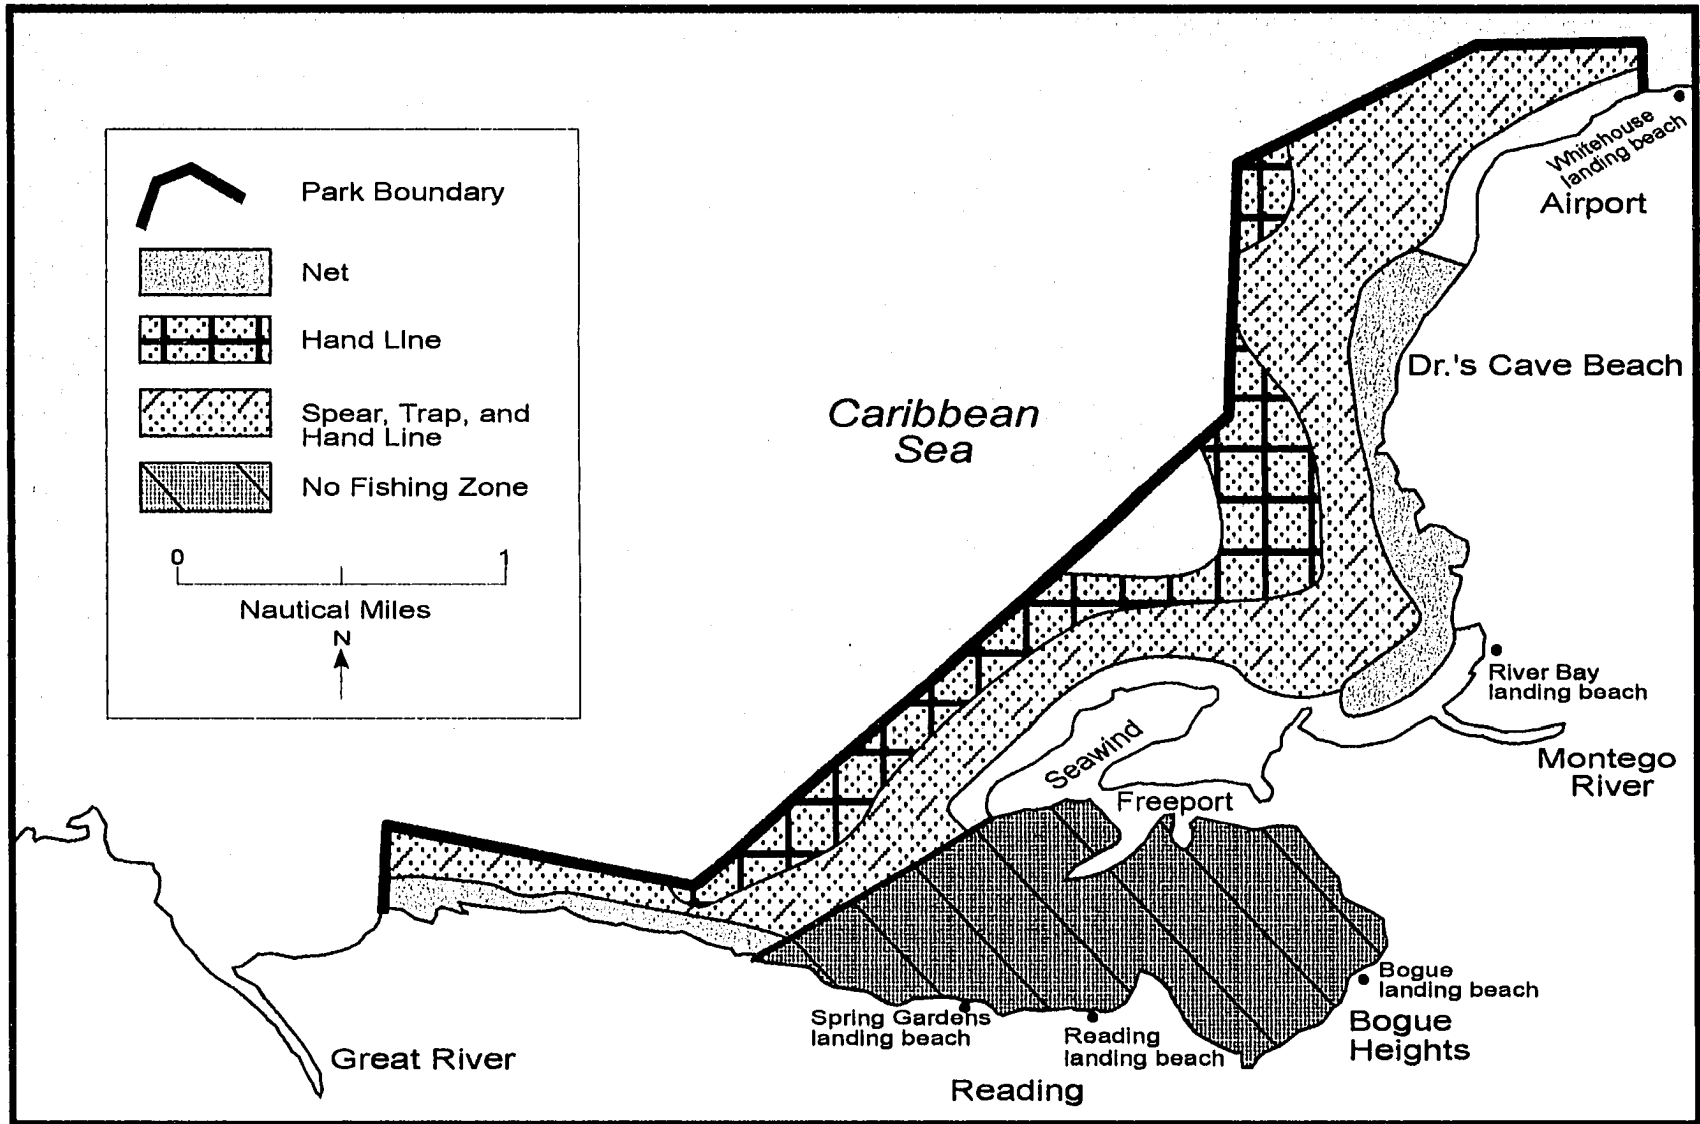 Park Boundary
Net
Hand LIne
Spear, Trap, and
Hand Line
No Fishing Zone
0 1
Nautical Miles
N
Caribbean
Sea
Whitehouse
landing beach
Airport
Dr.'s Cave Beach
River Bay
landing beach
Montego
River
Seawind
Freeport
Bogue
landing beach
Bogue
Heights
Spring Gardens
landing beach
Reading
landing beach
Reading
Great River